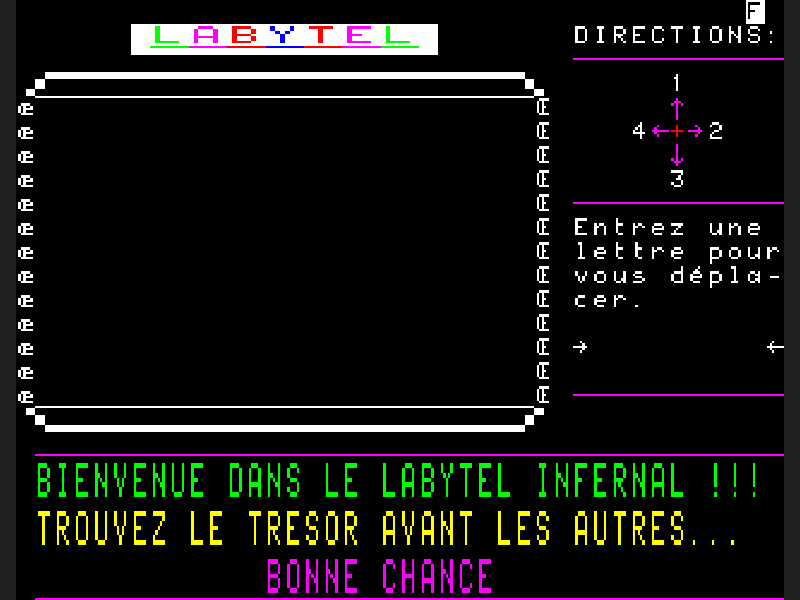 F
LABYTEL
DIRECTIONS:
1
4 ←+→ 2
3
Entrez une
lettre pour
vous dépla-
cer.
→ ←
œ Œ
œ Œ
œ Œ
œ Œ
œ Œ
œ Œ
œ Œ
œ Œ
œ Œ
œ Œ
œ Œ
œ Œ
œ Œ
BIENVENUE DANS LE LABYTEL INFERNAL !!!
TROUVEZ LE TRESOR AVANT LES AUTRES...
BONNE CHANCE